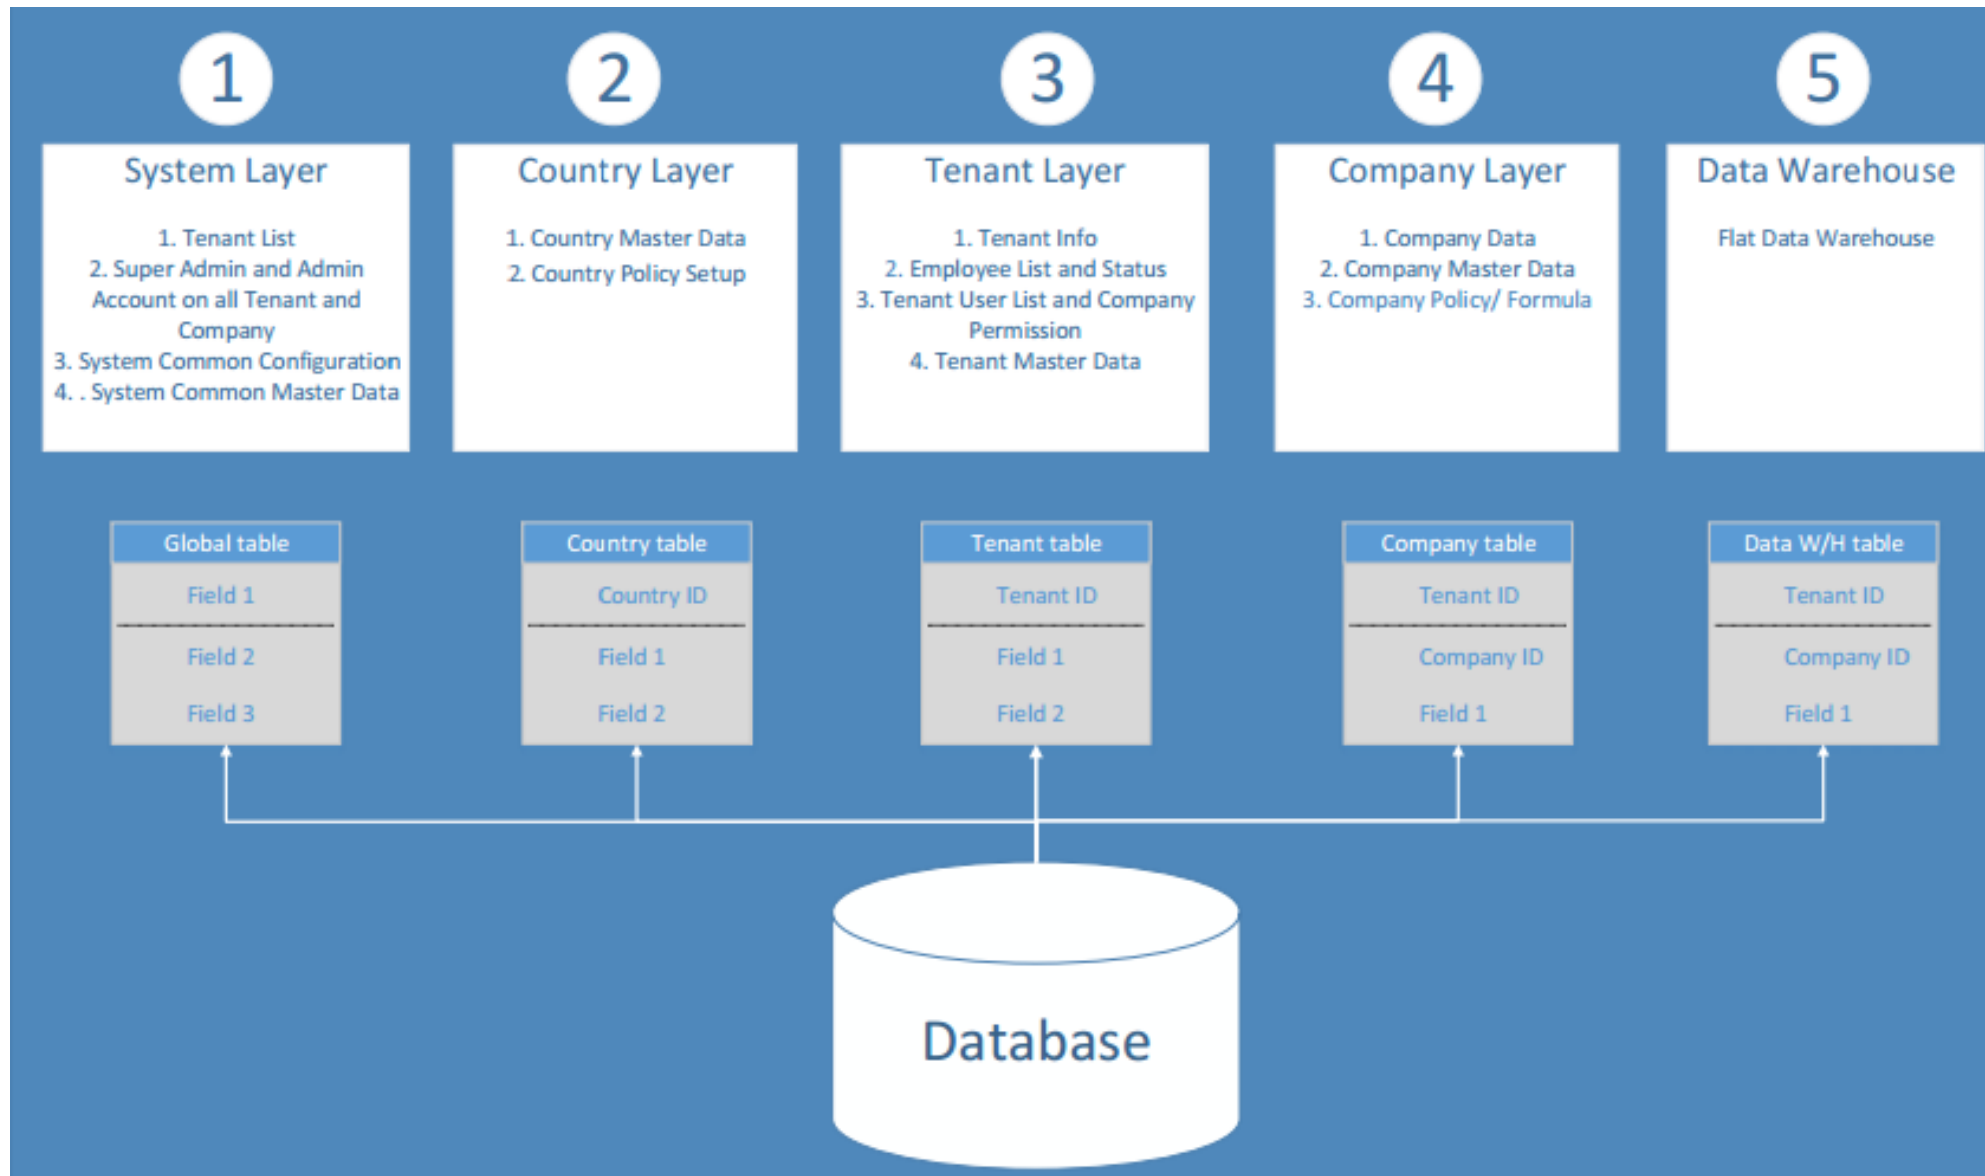 1
System Layer
1. Tenant List
2. Super Admin and Admin
Account on all Tenant and
Company
3. System Common Configuration
4. . System Common Master Data
2
Country Layer
1. Country Master Data
2. Country Policy Setup
3
Tenant Layer
1. Tenant Info
2. Employee List and Status
3. Tenant User List and Company
Permission
4. Tenant Master Data
4
Company Layer
1. Company Data
2. Company Master Data
3. Company Policy/ Formula
5
Data Warehouse
Flat Data Warehouse
Global table
Field 1
Field 2
Field 3
Country table
Country ID
Field 1
Field 2
Tenant table
Tenant ID
Field 1
Field 2
Company table
Tenant ID
Company ID
Field 1
Data W/H table
Tenant ID
Company ID
Field 1
Database